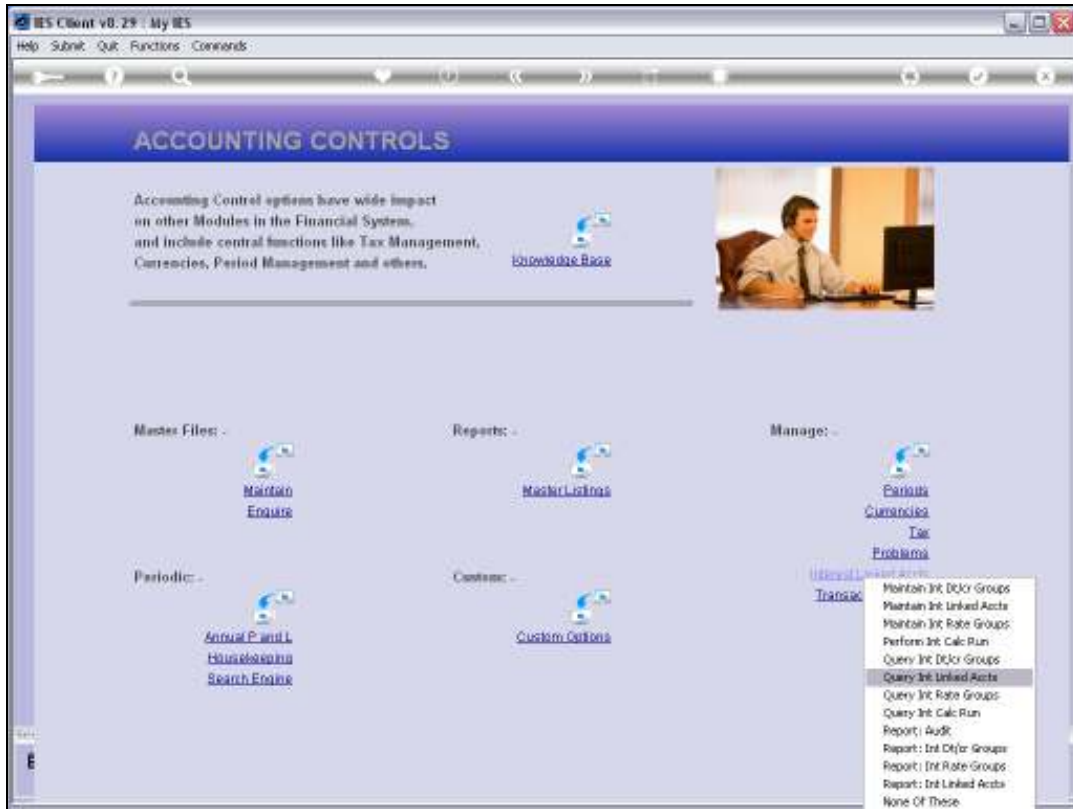 IES Client v8.29 : My IES
Help Submit Quit Functions Commands
ACCOUNTING CONTROLS
Accounting Control options have wide impact
on other Modules in the Financial System,
and include central functions like Tax Management,
Currencies, Period Management and others.
Knowledge Base
Master Files: -
Reports: -
Manage: -
Maintain
Enquire
Master Listings
Periods
Currencies
Tax
Problems
Interest Linked Accts
Transac
Periodic: -
Custom: -
Annual P and L
Housekeeping
Search Engine
Custom Options
Maintain Int Dt/cr Groups
Maintain Int Linked Accts
Maintain Int Rate Groups
Perform Int Calc Run
Query Int Dt/cr Groups
Query Int Linked Accts
Query Int Rate Groups
Query Int Calc Run
Report: Audit
Report: Int Dt/cr Groups
Report: Int Rate Groups
Report: Int Linked Accts
None Of These